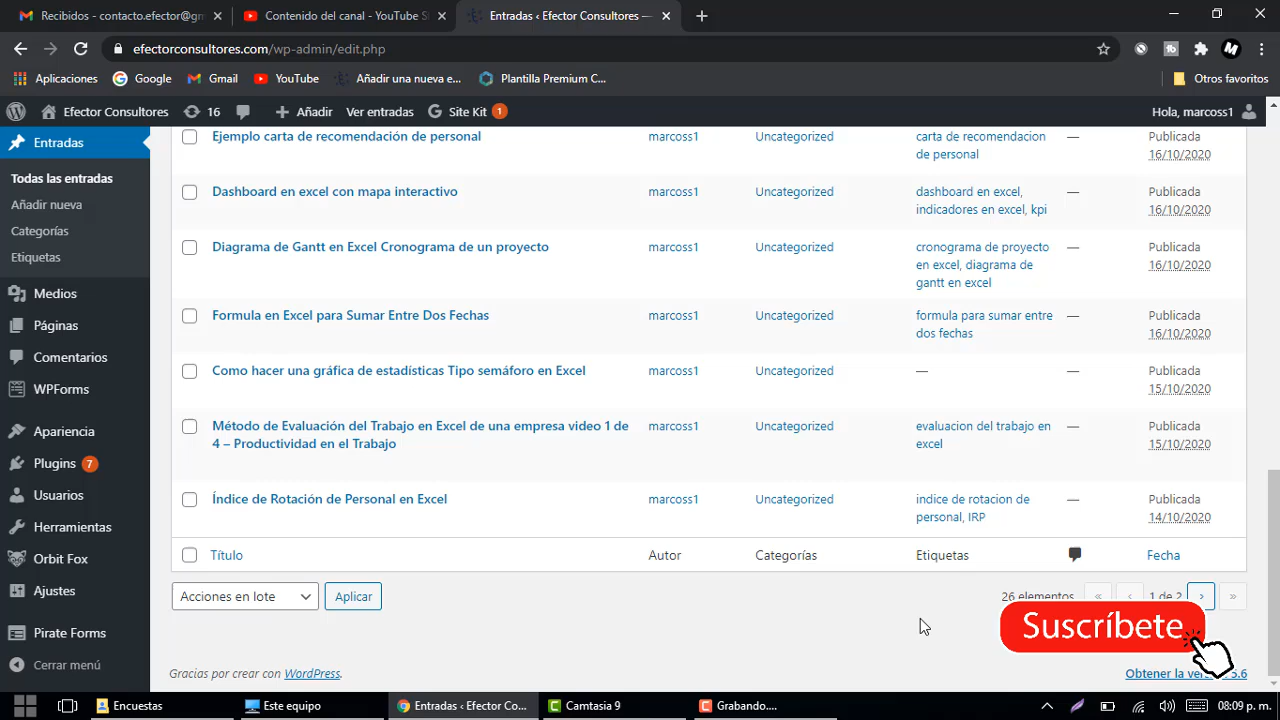 Recibidos - contacto.efector@gm
Contenido del canal - YouTube S
Entradas ‹ Efector Consultores —
efectorconsultores.com/wp-admin/edit.php
Aplicaciones
Google
Gmail
YouTube
Añadir una nueva e...
Plantilla Premium C...
Otros favoritos
Efector Consultores
16
Añadir
Ver entradas
Site Kit
1
Hola, marcoss1
Entradas
Todas las entradas
Añadir nueva
Categorías
Etiquetas
Medios
Páginas
Comentarios
WPForms
Apariencia
Plugins
7
Usuarios
Herramientas
Orbit Fox
Ajustes
Pirate Forms
Cerrar menú
Ejemplo carta de recomendación de personal
marcoss1
Uncategorized
carta de recomendacion
de personal
—
Publicada
16/10/2020
Dashboard en excel con mapa interactivo
marcoss1
Uncategorized
dashboard en excel,
indicadores en excel, kpi
—
Publicada
16/10/2020
Diagrama de Gantt en Excel Cronograma de un proyecto
marcoss1
Uncategorized
cronograma de proyecto
en excel, diagrama de
gantt en excel
—
Publicada
16/10/2020
Formula en Excel para Sumar Entre Dos Fechas
marcoss1
Uncategorized
formula para sumar entre
dos fechas
—
Publicada
16/10/2020
Como hacer una gráfica de estadísticas Tipo semáforo en Excel
marcoss1
Uncategorized
—
—
Publicada
15/10/2020
Método de Evaluación del Trabajo en Excel de una empresa video 1 de
4 – Productividad en el Trabajo
marcoss1
Uncategorized
evaluacion del trabajo en
excel
—
Publicada
15/10/2020
Índice de Rotación de Personal en Excel
marcoss1
Uncategorized
indice de rotacion de
personal, IRP
—
Publicada
14/10/2020
Título
Autor
Categorías
Etiquetas
Fecha
Acciones en lote
Aplicar
26 elementos
«
‹
1 de 2
›
»
Suscríbete
Gracias por crear con WordPress.
Obtener la ver 5.6
Encuestas
Este equipo
Entradas ‹ Efector Co...
Camtasia 9
Grabando....
08:09 p. m.